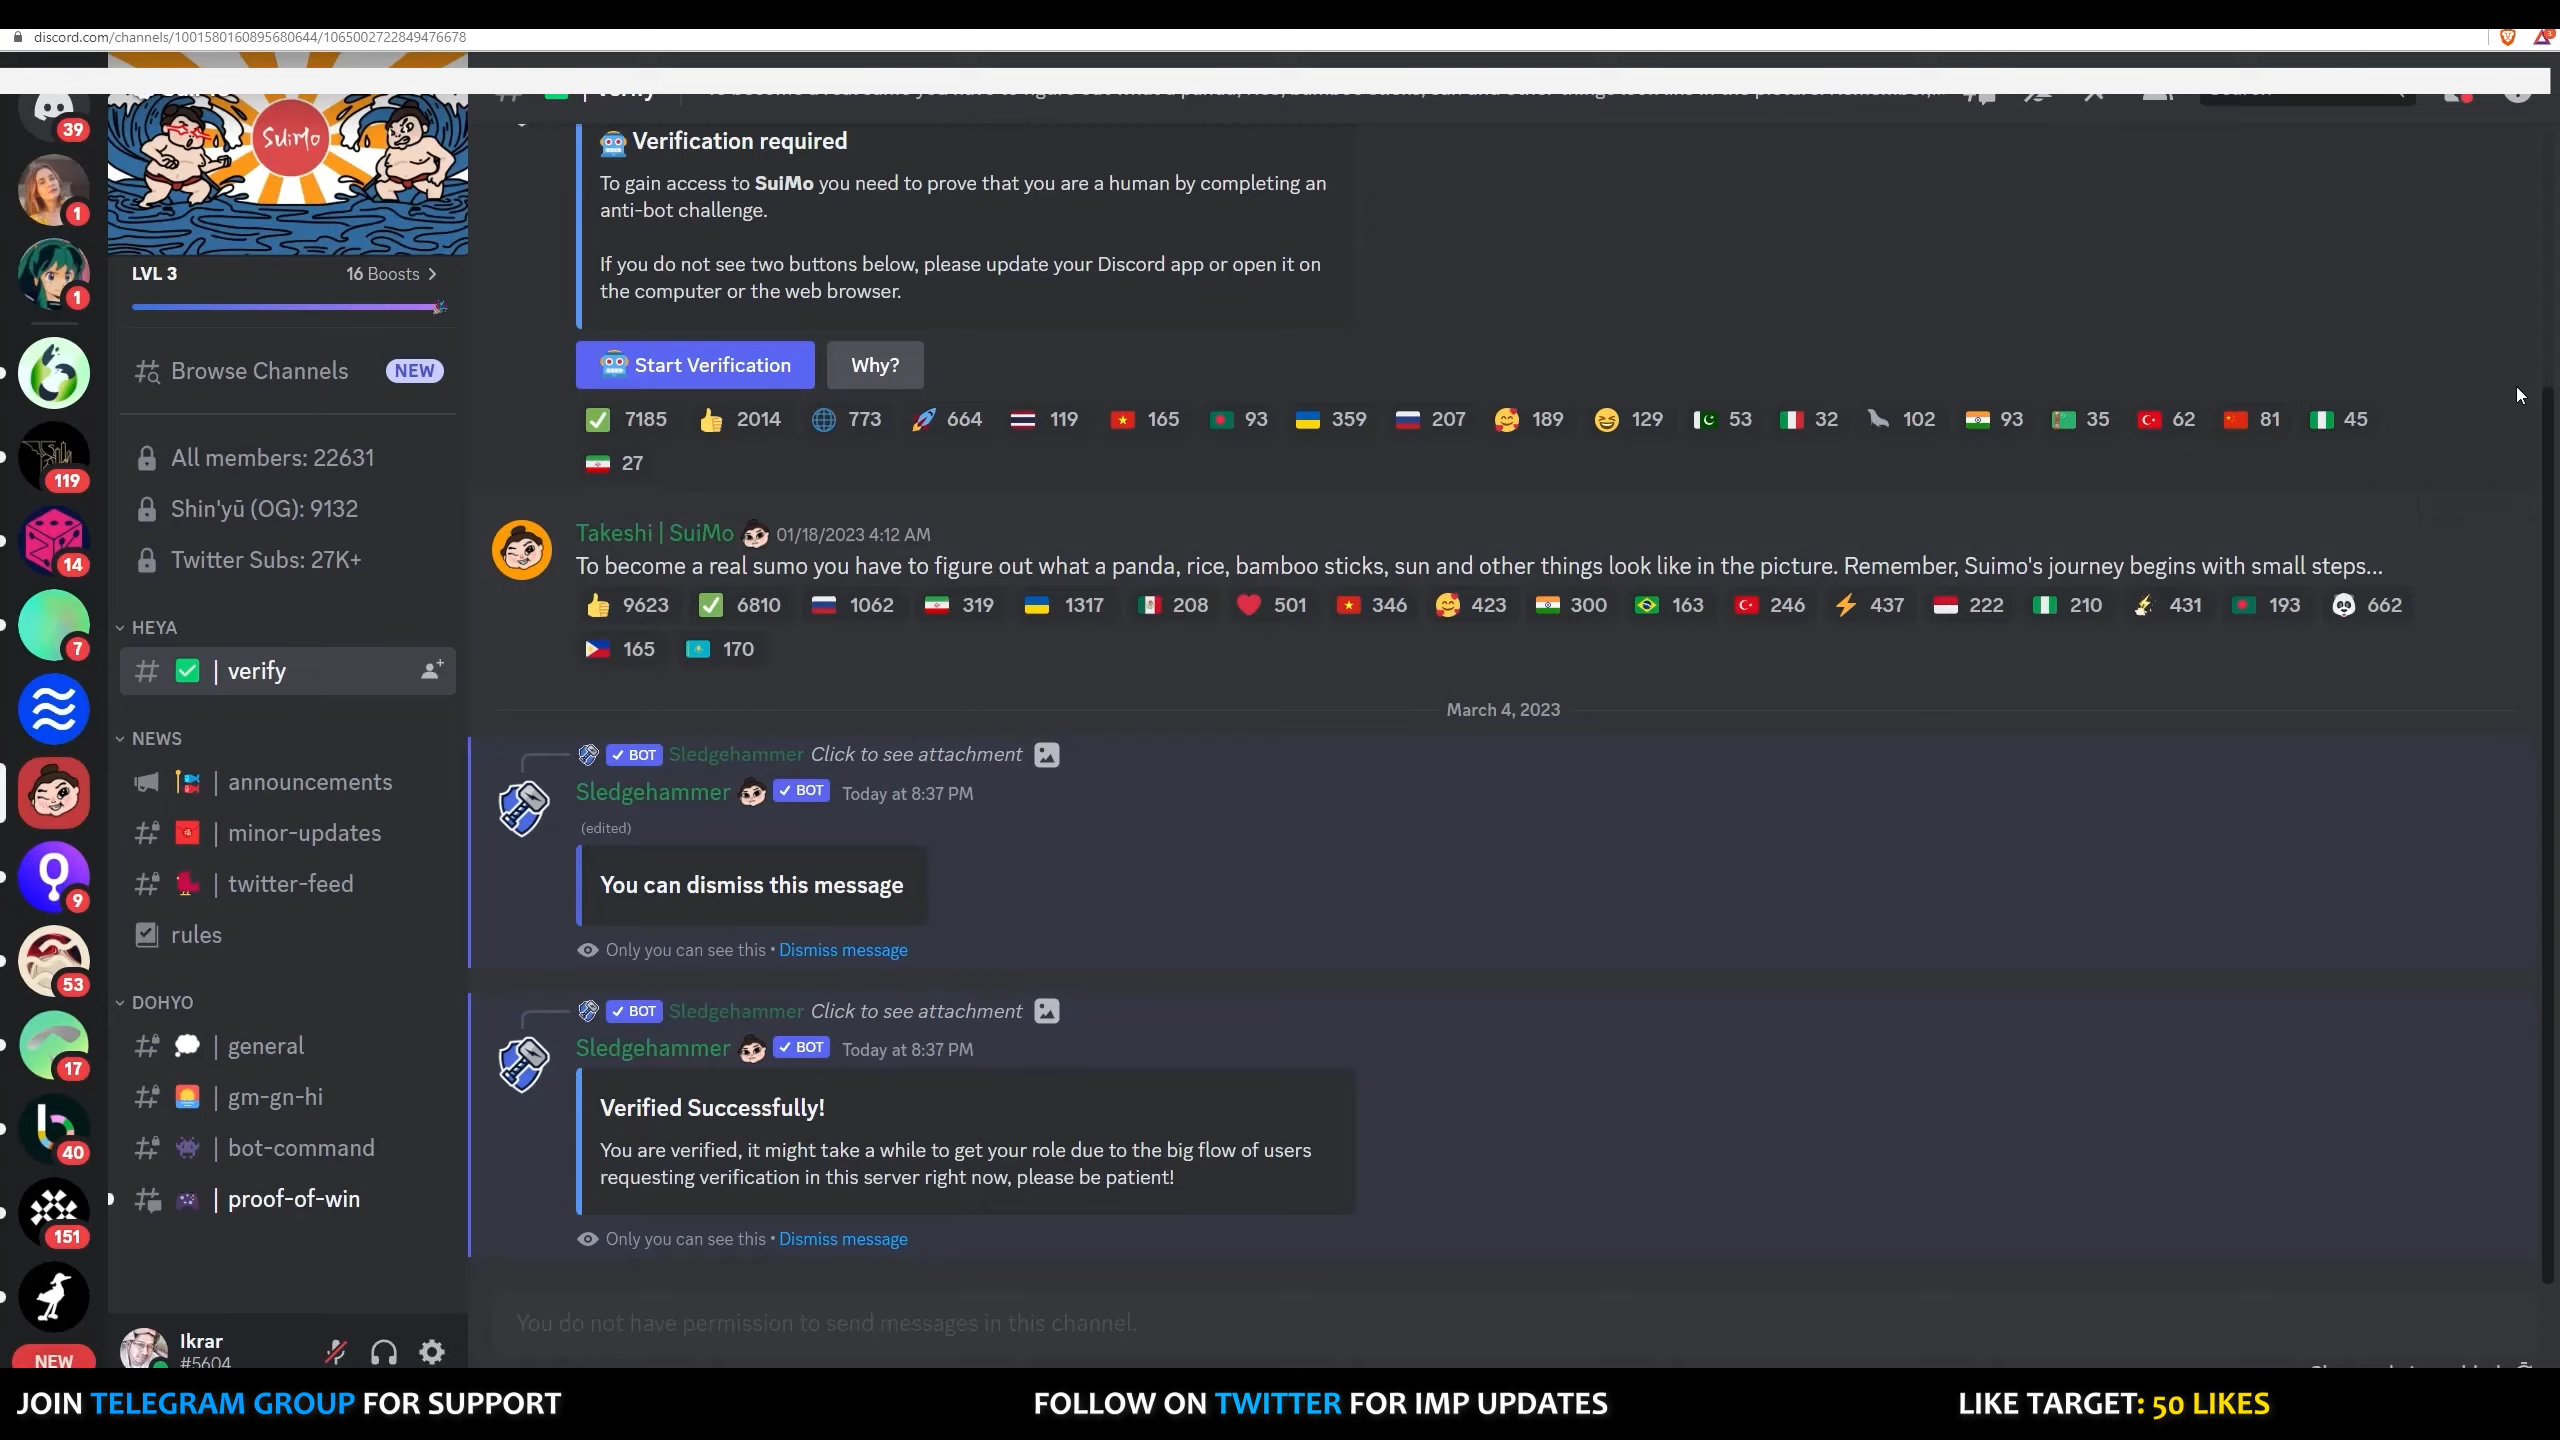 discord.com/channels/1001580160895680644/1065002722849476678
39
SuiMo
1
LVL 3
16 Boosts
1
Browse Channels
NEW
119
All members: 22631
Shin'yū (OG): 9132
14
Twitter Subs: 27K+
7
HEYA
# | verify
NEWS
| announcements
| minor-updates
| twitter-feed
9
rules
53
DOHYO
17
| general
| gm-gn-hi
40
| bot-command
| proof-of-win
151
NEW
Ikrar
#5604
Verification required
To gain access to SuiMo you need to prove that you are a human by completing an
anti-bot challenge.
If you do not see two buttons below, please update your Discord app or open it on
the computer or the web browser.
Start Verification
Why?
7185 2014 773 664 119 165 93 359 207 189 129 53 32 102 93 35 62 81 45
27
Takeshi | SuiMo 01/18/2023 4:12 AM
To become a real sumo you have to figure out what a panda, rice, bamboo sticks, sun and other things look like in the picture. Remember, Suimo's journey begins with small steps...
9623 6810 1062 319 1317 208 501 346 423 300 163 246 437 222 210 431 193 662
165 170
March 4, 2023
BOT Sledgehammer Click to see attachment
Sledgehammer BOT Today at 8:37 PM
(edited)
You can dismiss this message
Only you can see this • Dismiss message
BOT Sledgehammer Click to see attachment
Sledgehammer BOT Today at 8:37 PM
Verified Successfully!
You are verified, it might take a while to get your role due to the big flow of users
requesting verification in this server right now, please be patient!
Only you can see this • Dismiss message
You do not have permission to send messages in this channel.
JOIN TELEGRAM GROUP FOR SUPPORT
FOLLOW ON TWITTER FOR IMP UPDATES
LIKE TARGET: 50 LIKES